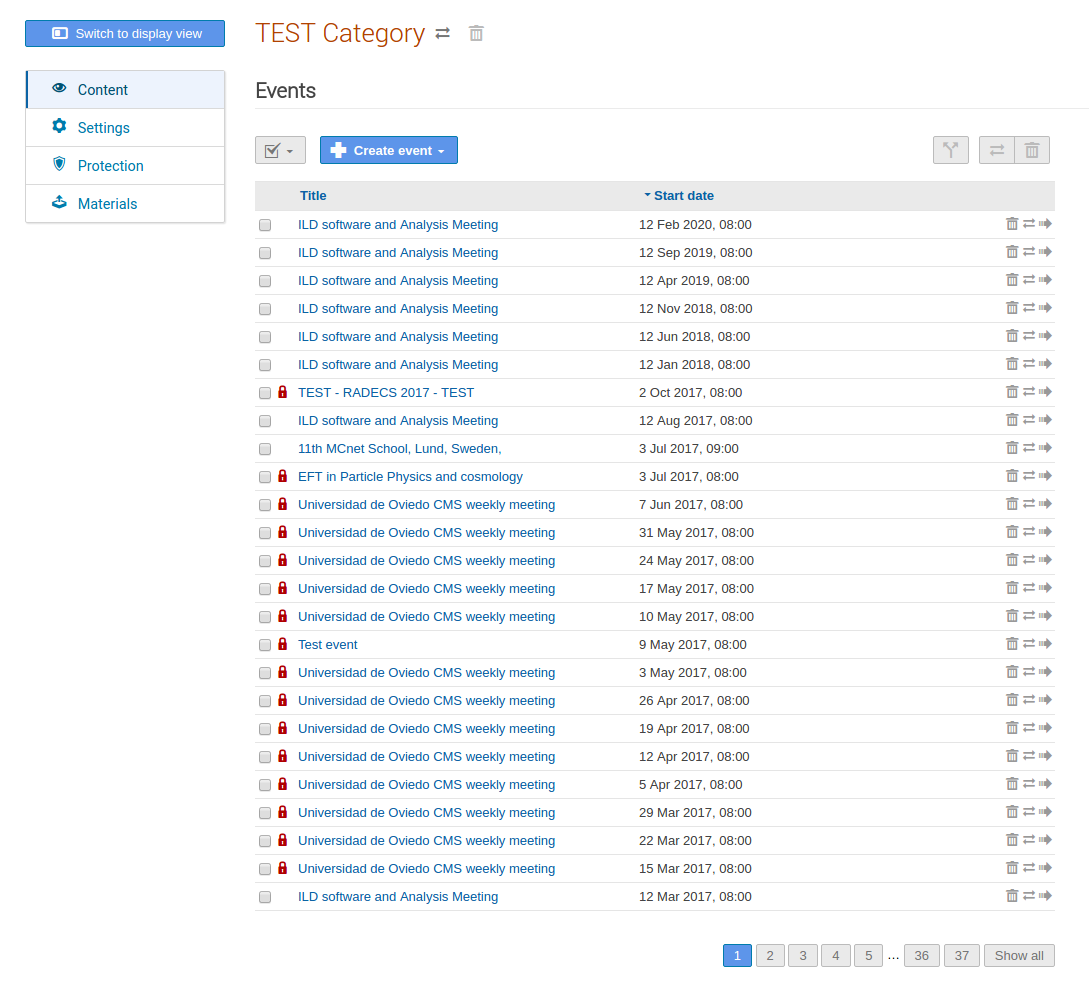 Switch to display view
TEST Category
Content
Settings
Protection
Materials
Events
Create event
Title Start date
ILD software and Analysis Meeting 12 Feb 2020, 08:00
ILD software and Analysis Meeting 12 Sep 2019, 08:00
ILD software and Analysis Meeting 12 Apr 2019, 08:00
ILD software and Analysis Meeting 12 Nov 2018, 08:00
ILD software and Analysis Meeting 12 Jun 2018, 08:00
ILD software and Analysis Meeting 12 Jan 2018, 08:00
TEST - RADECS 2017 - TEST 2 Oct 2017, 08:00
ILD software and Analysis Meeting 12 Aug 2017, 08:00
11th MCnet School, Lund, Sweden, 3 Jul 2017, 09:00
EFT in Particle Physics and cosmology 3 Jul 2017, 08:00
Universidad de Oviedo CMS weekly meeting 7 Jun 2017, 08:00
Universidad de Oviedo CMS weekly meeting 31 May 2017, 08:00
Universidad de Oviedo CMS weekly meeting 24 May 2017, 08:00
Universidad de Oviedo CMS weekly meeting 17 May 2017, 08:00
Universidad de Oviedo CMS weekly meeting 10 May 2017, 08:00
Test event 9 May 2017, 08:00
Universidad de Oviedo CMS weekly meeting 3 May 2017, 08:00
Universidad de Oviedo CMS weekly meeting 26 Apr 2017, 08:00
Universidad de Oviedo CMS weekly meeting 19 Apr 2017, 08:00
Universidad de Oviedo CMS weekly meeting 12 Apr 2017, 08:00
Universidad de Oviedo CMS weekly meeting 5 Apr 2017, 08:00
Universidad de Oviedo CMS weekly meeting 29 Mar 2017, 08:00
Universidad de Oviedo CMS weekly meeting 22 Mar 2017, 08:00
Universidad de Oviedo CMS weekly meeting 15 Mar 2017, 08:00
ILD software and Analysis Meeting 12 Mar 2017, 08:00
1 2 3 4 5 ... 36 37 Show all